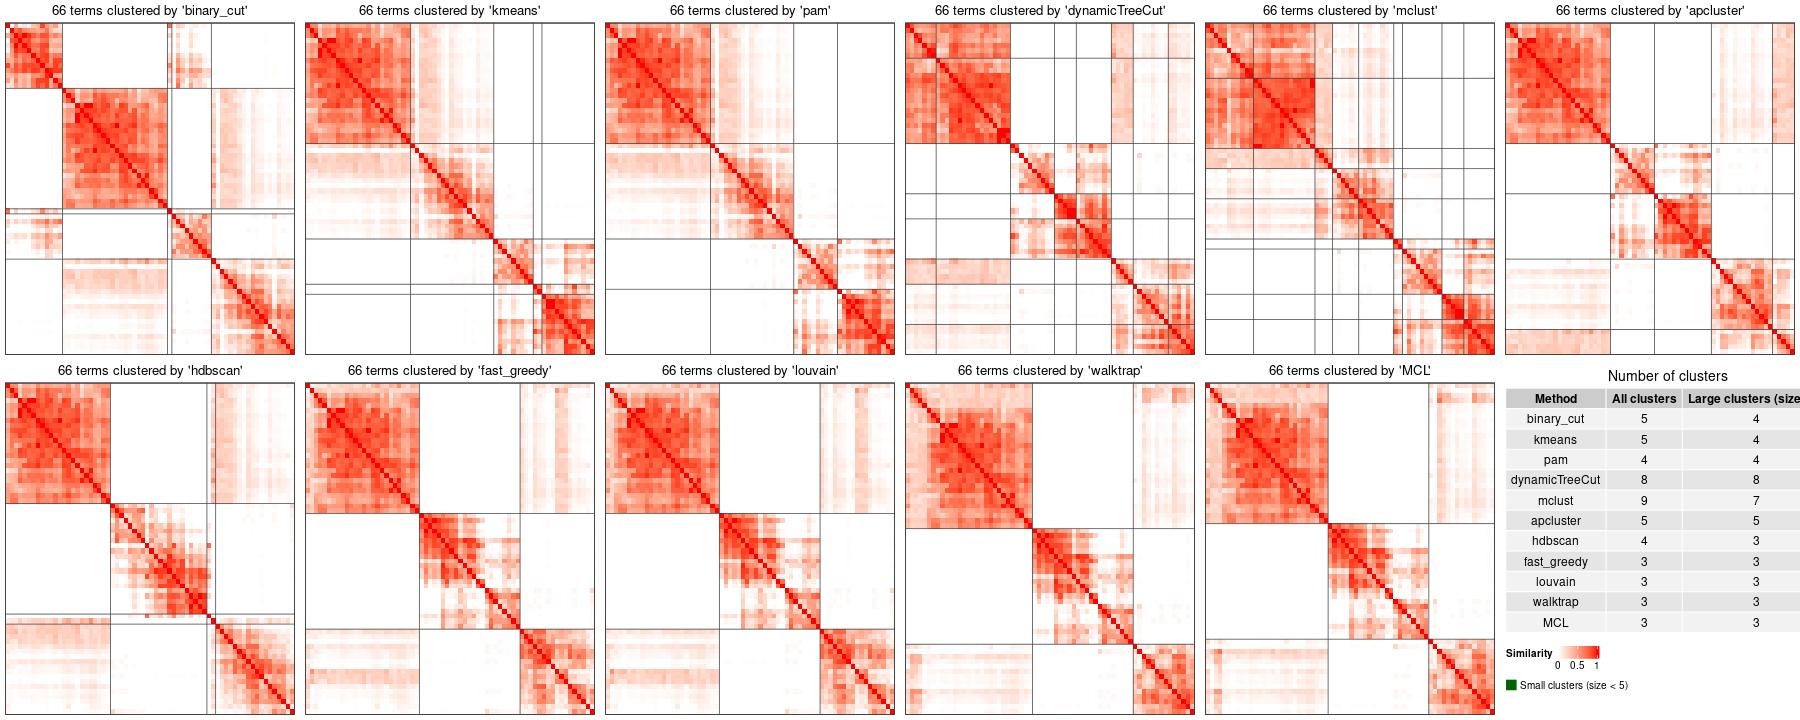 66 terms clustered by 'binary_cut'
66 terms clustered by 'kmeans'
66 terms clustered by 'pam'
66 terms clustered by 'dynamicTreeCut'
66 terms clustered by 'mclust'
66 terms clustered by 'apcluster'
66 terms clustered by 'hdbscan'
66 terms clustered by 'fast_greedy'
66 terms clustered by 'louvain'
66 terms clustered by 'walktrap'
66 terms clustered by 'MCL'
Number of clusters
Method All clusters Large clusters (size
binary_cut 5 4
kmeans 5 4
pam 4 4
dynamicTreeCut 8 8
mclust 9 7
apcluster 5 5
hdbscan 4 3
fast_greedy 3 3
louvain 3 3
walktrap 3 3
MCL 3 3
Similarity
0 0.5 1
Small clusters (size < 5)